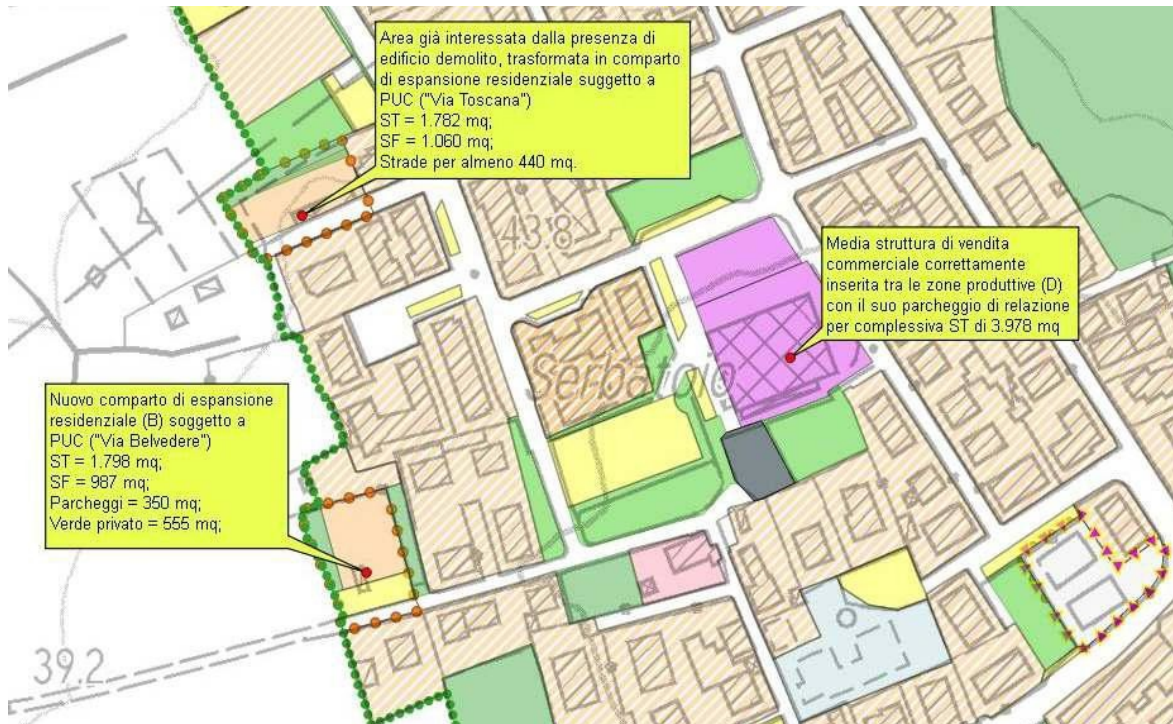 Area già interessata dalla presenza di
edificio demolito, trasformata in comparto
di espansione residenziale suggetto a
PUC ("Via Toscana")
ST = 1.782 mq;
SF = 1.060 mq;
Strade per almeno 440 mq.
43.8
Media struttura di vendita
commerciale correttamente
inserita tra le zone produttive (D)
con il suo parcheggio di relazione
per complessiva ST di 3.978 mq
Serbatoio
Nuovo comparto di espansione
residenziale (B) soggetto a
PUC ("Via Belvedere")
ST = 1.798 mq;
SF = 987 mq;
Parcheggi = 350 mq;
Verde privato = 555 mq;
39.2